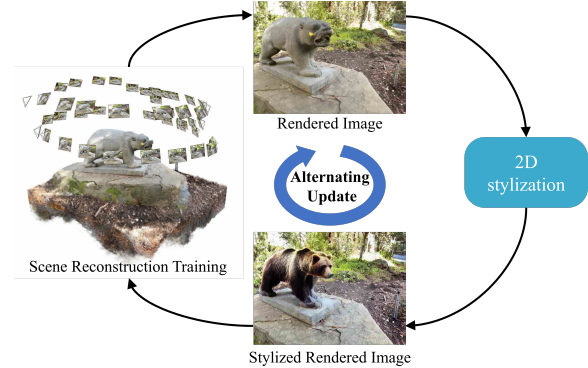 Rendered Image
Alternating
Update
2D
stylization
Scene Reconstruction Training
Stylized Rendered Image